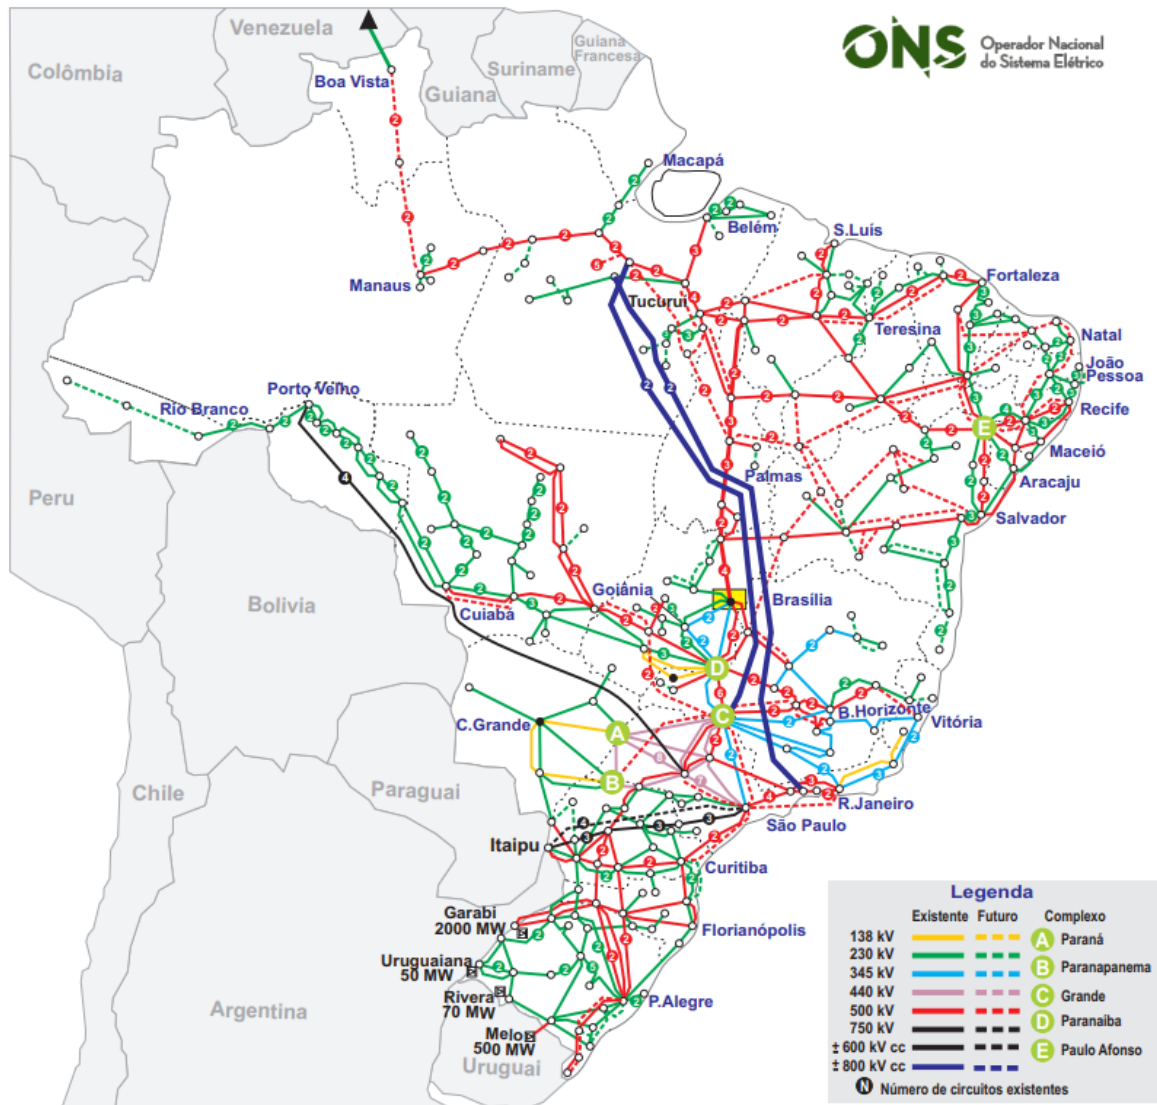 Venezuela
Colômbia
Guiana
Francesa
Suriname
Guiana
Boa Vista
ONS
Operador Nacional
do Sistema Elétrico
Macapá
Belém
S.Luís
Fortaleza
Manaus
Tucuruí
Teresina
Natal
João
Pessoa
Porto Velho
Rio Branco
Recife
E
Maceió
Palmas
Aracaju
Peru
Salvador
Bolivia
Cuiabá
Goiânia
Brasília
D
C.Grande
A
C
B.Horizonte
Vitória
B
Chile
Paraguai
R.Janeiro
São Paulo
Itaipu
Curitiba
Garabi
2000 MW
Florianópolis
Uruguaiana
50 MW
Rivera
70 MW
P.Alegre
Argentina
Melo
500 MW
Uruguai
Legenda
Existente Futuro Complexo
138 kV
A Paraná
230 kV
345 kV
B Paranapanema
440 kV
C Grande
500 kV
750 kV
D Paranaíba
± 600 kV cc
E Paulo Afonso
± 800 kV cc
N Número de circuitos existentes